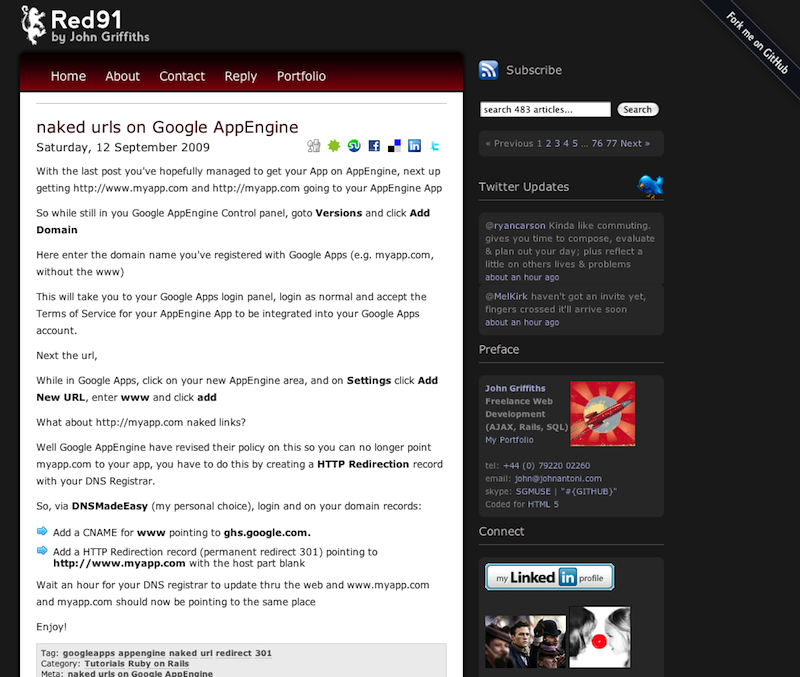 Red91
by John Griffiths
Fork me on GitHub
Home About Contact Reply Portfolio
naked urls on Google AppEngine
Saturday, 12 September 2009
With the last post you've hopefully managed to get your App on AppEngine, next up
getting http://www.myapp.com and http://myapp.com going to your AppEngine App
So while still in you Google AppEngine Control panel, goto Versions and click Add
Domain
Here enter the domain name you've registered with Google Apps (e.g. myapp.com,
without the www)
This will take you to your Google Apps login panel, login as normal and accept the
Terms of Service for your AppEngine App to be integrated into your Google Apps
account.
Next the url,
While in Google Apps, click on your new AppEngine area, and on Settings click Add
New URL, enter www and click add
What about http://myapp.com naked links?
Well Google AppEngine have revised their policy on this so you can no longer point
myapp.com to your app, you have to do this by creating a HTTP Redirection record
with your DNS Registrar.
So, via DNSMadeEasy (my personal choice), login and on your domain records:
Add a CNAME for www pointing to ghs.google.com.
Add a HTTP Redirection record (permanent redirect 301) pointing to
http://www.myapp.com with the host part blank
Wait an hour for your DNS registrar to update thru the web and www.myapp.com
and myapp.com should now be pointing to the same place
Enjoy!
Tag: googleapps appengine naked url redirect 301
Category: Tutorials Ruby on Rails
Meta: naked urls on Google AppEngine
Subscribe
search 483 articles... Search
« Previous 1 2 3 4 5 ... 76 77 Next »
Twitter Updates
@ryancarson Kinda like commuting.
gives you time to compose, evaluate
& plan out your day; plus reflect a
little on others lives & problems
about an hour ago
@MelKirk haven't got an invite yet,
fingers crossed it'll arrive soon
about an hour ago
Preface
John Griffiths
Freelance Web
Development
(AJAX, Rails, SQL)
My Portfolio
tel: +44 (0) 79220 02260
email: john@johnantoni.com
skype: SGMUSE | "#{GITHUB}"
Coded for HTML 5
Connect
my Linked in profile